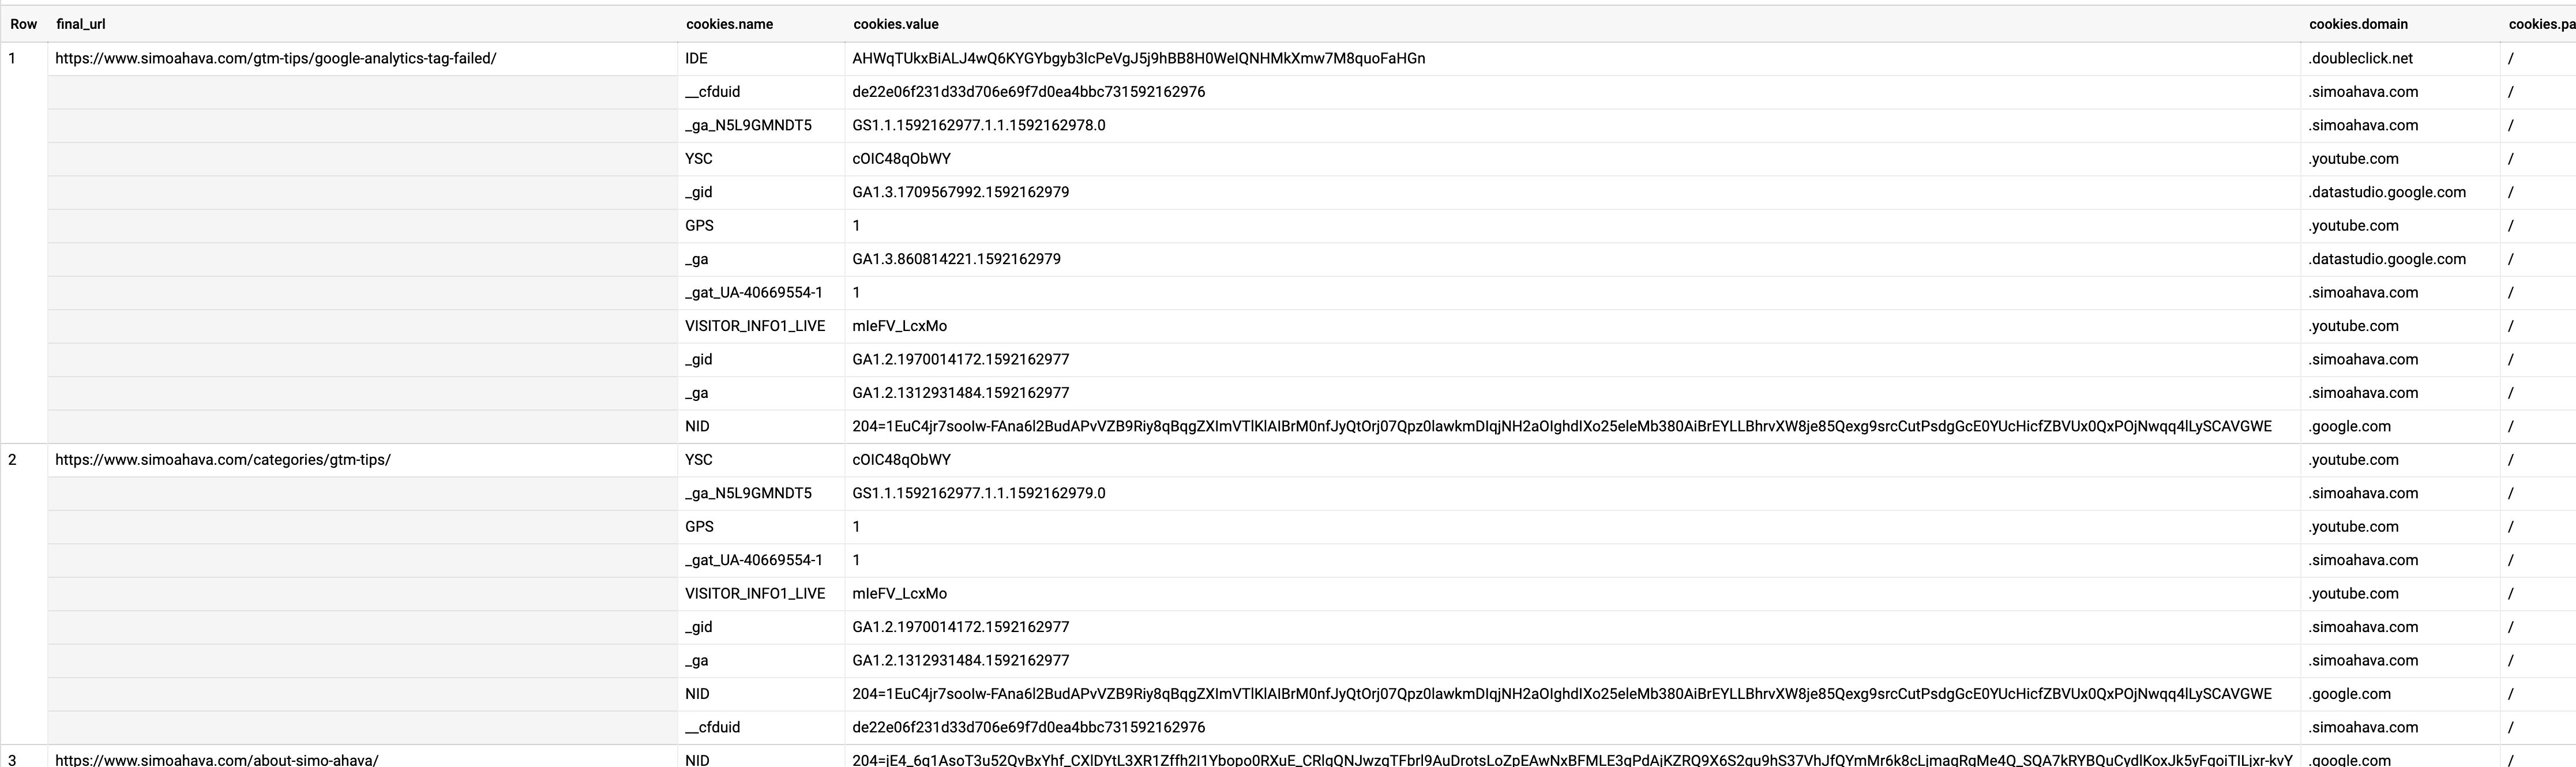 Row final_url cookies.name cookies.value cookies.domain cookies.pa
1 https://www.simoahava.com/gtm-tips/google-analytics-tag-failed/ IDE AHWqTUkxBiALJ4wQ6KYGYbgyb3lcPeVgJ5j9hBB8H0WeIQNHMkXmw7M8quoFaHGn .doubleclick.net /
__cfduid de22e06f231d33d706e69f7d0ea4bbc731592162976 .simoahava.com /
_ga_N5L9GMNDT5 GS1.1.1592162977.1.1.1592162978.0 .simoahava.com /
YSC cOIC48qObWY .youtube.com /
_gid GA1.3.1709567992.1592162979 .datastudio.google.com /
GPS 1 .youtube.com /
_ga GA1.3.860814221.1592162979 .datastudio.google.com /
_gat_UA-40669554-1 1 .simoahava.com /
VISITOR_INFO1_LIVE mIeFV_LcxMo .youtube.com /
_gid GA1.2.1970014172.1592162977 .simoahava.com /
_ga GA1.2.1312931484.1592162977 .simoahava.com /
NID 204=1EuC4jr7sooIw-FAna6l2BudAPvVZB9Riy8qBqgZXImVTlKlAIBrM0nfJyQtOrj07Qpz0lawkmDIqjNH2aOIghdIXo25eleMb380AiBrEYLLBhrvXW8je85Qexg9srcCutPsdgGcE0YUcHicfZBVUx0QxPOjNwqq4lLySCAVGWE .google.com /
2 https://www.simoahava.com/categories/gtm-tips/ YSC cOIC48qObWY .youtube.com /
_ga_N5L9GMNDT5 GS1.1.1592162977.1.1.1592162979.0 .simoahava.com /
GPS 1 .youtube.com /
_gat_UA-40669554-1 1 .simoahava.com /
VISITOR_INFO1_LIVE mIeFV_LcxMo .youtube.com /
_gid GA1.2.1970014172.1592162977 .simoahava.com /
_ga GA1.2.1312931484.1592162977 .simoahava.com /
NID 204=1EuC4jr7sooIw-FAna6l2BudAPvVZB9Riy8qBqgZXImVTlKlAIBrM0nfJyQtOrj07Qpz0lawkmDIqjNH2aOIghdIXo25eleMb380AiBrEYLLBhrvXW8je85Qexg9srcCutPsdgGcE0YUcHicfZBVUx0QxPOjNwqq4lLySCAVGWE .google.com /
__cfduid de22e06f231d33d706e69f7d0ea4bbc731592162976 .simoahava.com /
3 https://www.simoahava.com/about-simo-ahava/ NID .google.com /